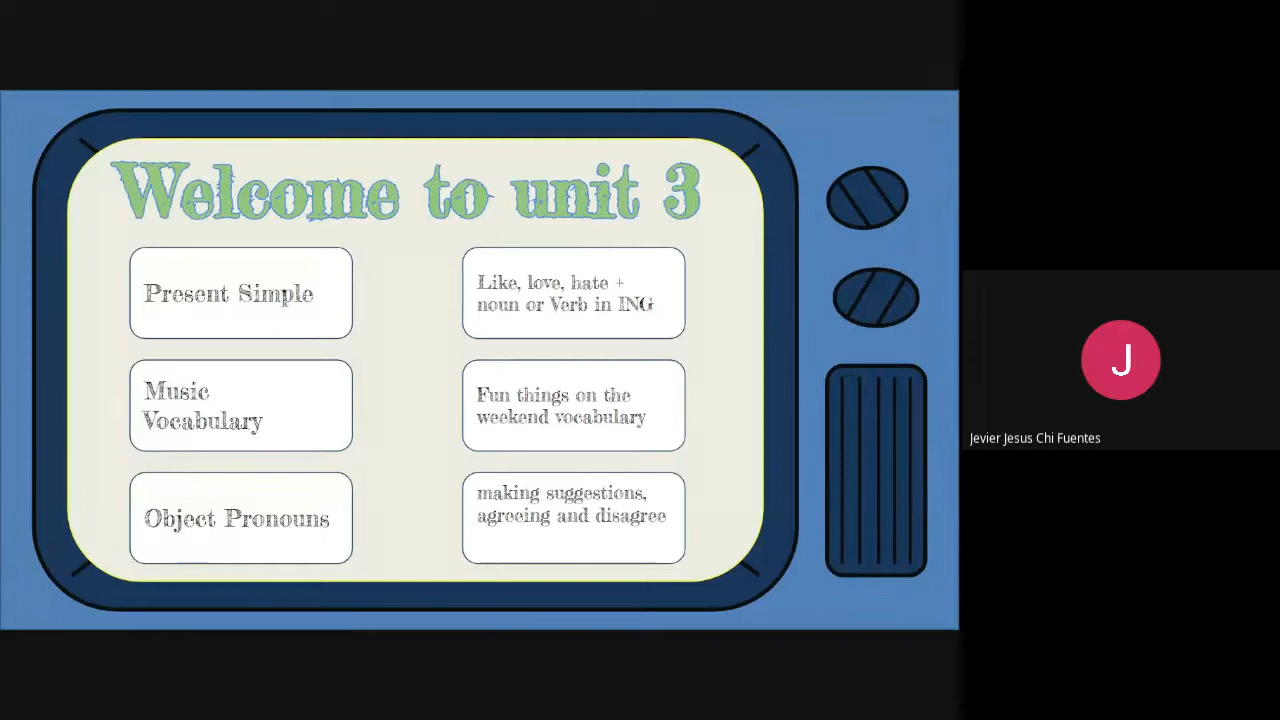 Welcome to unit 3
Present Simple
Like, love, hate +
noun or Verb in ING
Music
Vocabulary
Fun things on the
weekend vocabulary
Object Pronouns
making suggestions,
agreeing and disagree
J
Jevier Jesus Chi Fuentes